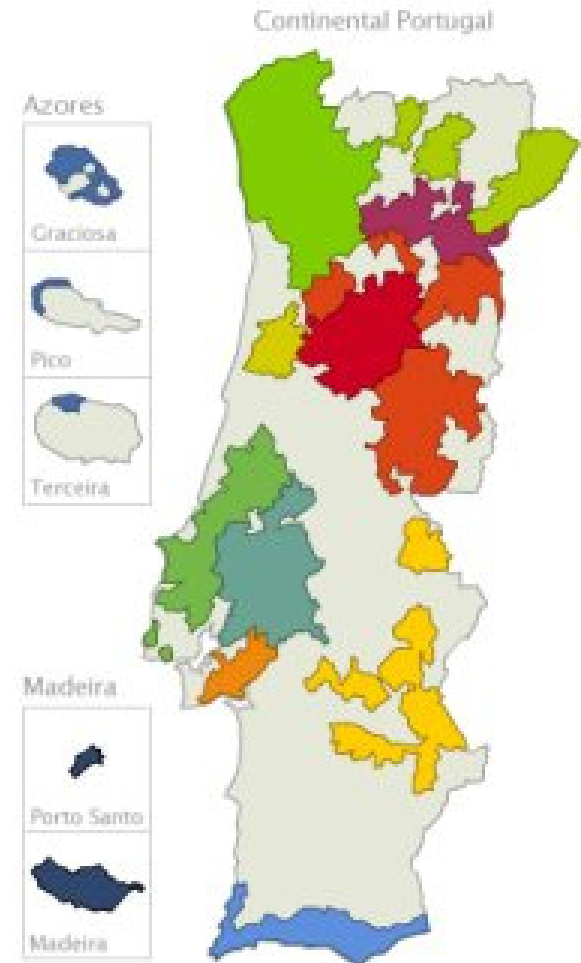 Continental Portugal
Azores
Graciosa
Pico
Terceira
Madeira
Porto Santo
Madeira